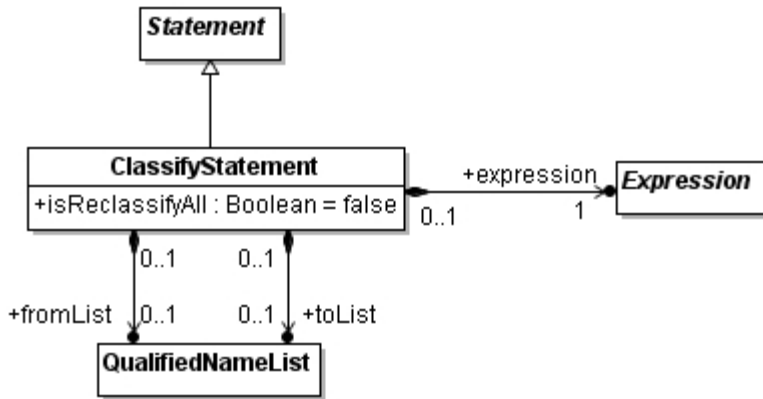 Statement
ClassifyStatement
+isReclassifyAll : Boolean = false
+expression
Expression
0..1
1
0..1
0..1
+fromList
0..1
0..1
+toList
QualifiedNameList